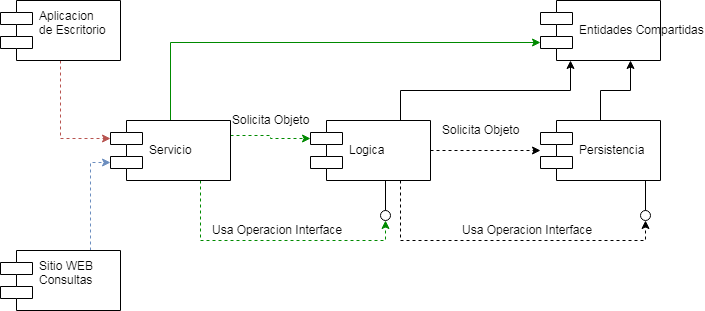 Aplicacion
de Escritorio
Entidades Compartidas
Solicita Objeto
Servicio
Logica
Solicita Objeto
Persistencia
Usa Operacion Interface
Usa Operacion Interface
Sitio WEB
Consultas